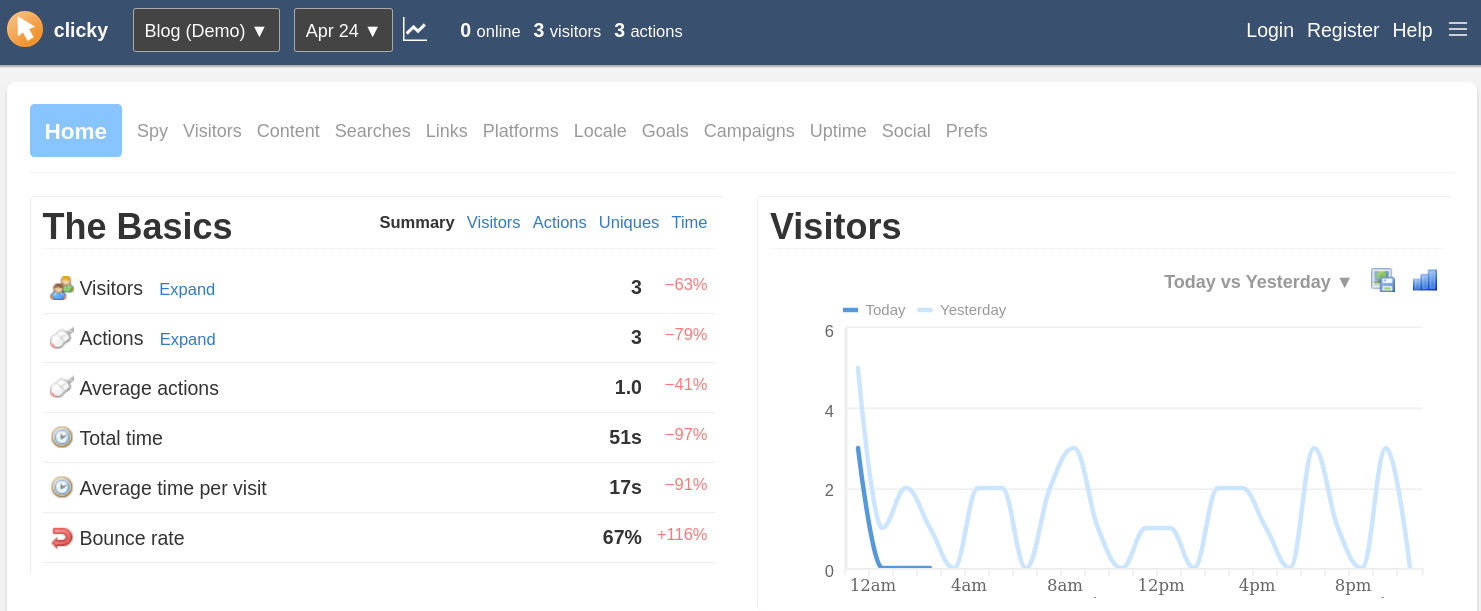 clicky Blog (Demo) ▼ Apr 24 ▼ 0 online 3 visitors 3 actions Login Register Help
Home Spy Visitors Content Searches Links Platforms Locale Goals Campaigns Uptime Social Prefs
The Basics Summary Visitors Actions Uniques Time
Visitors Expand 3 −63%
Actions Expand 3 −79%
Average actions 1.0 −41%
Total time 51s −97%
Average time per visit 17s −91%
Bounce rate 67% +116%
Visitors
Today vs Yesterday ▼
Today Yesterday
6
4
2
0
12am 4am 8am 12pm 4pm 8pm